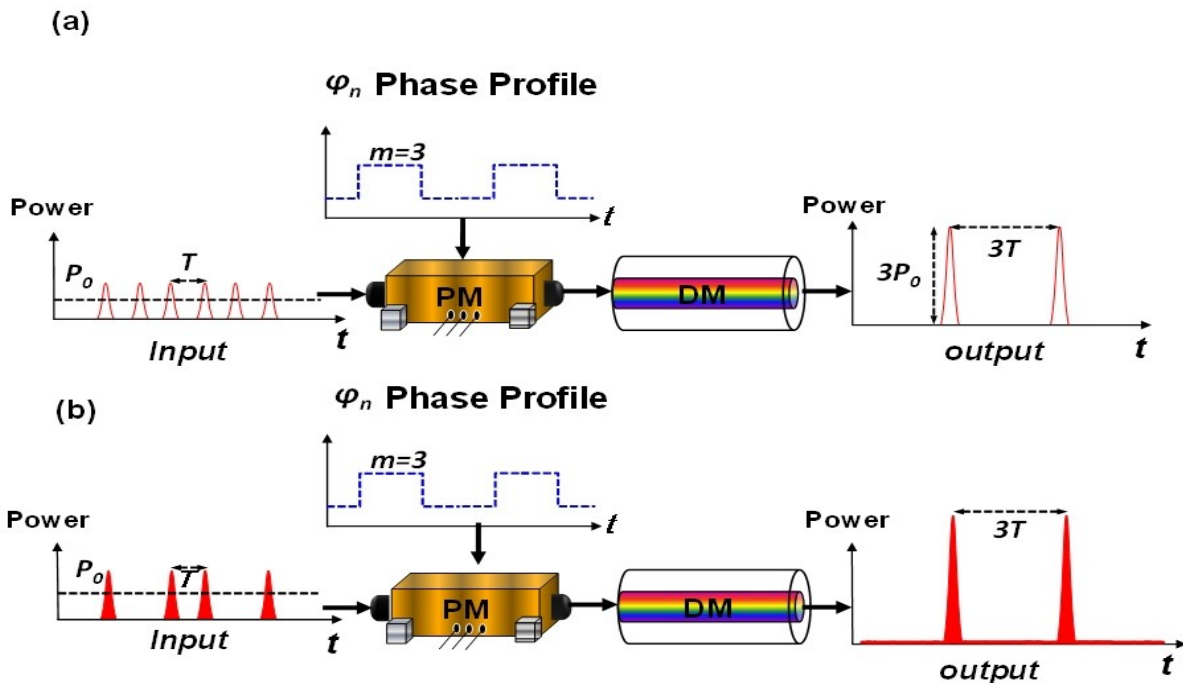 (a)
φn Phase Profile
m=3
t
Power
P0
T
t
Input
PM
DM
Power
3P0
3T
t
output
(b)
φn Phase Profile
m=3
t
Power
P0
T
t
Input
PM
DM
Power
3T
t
output